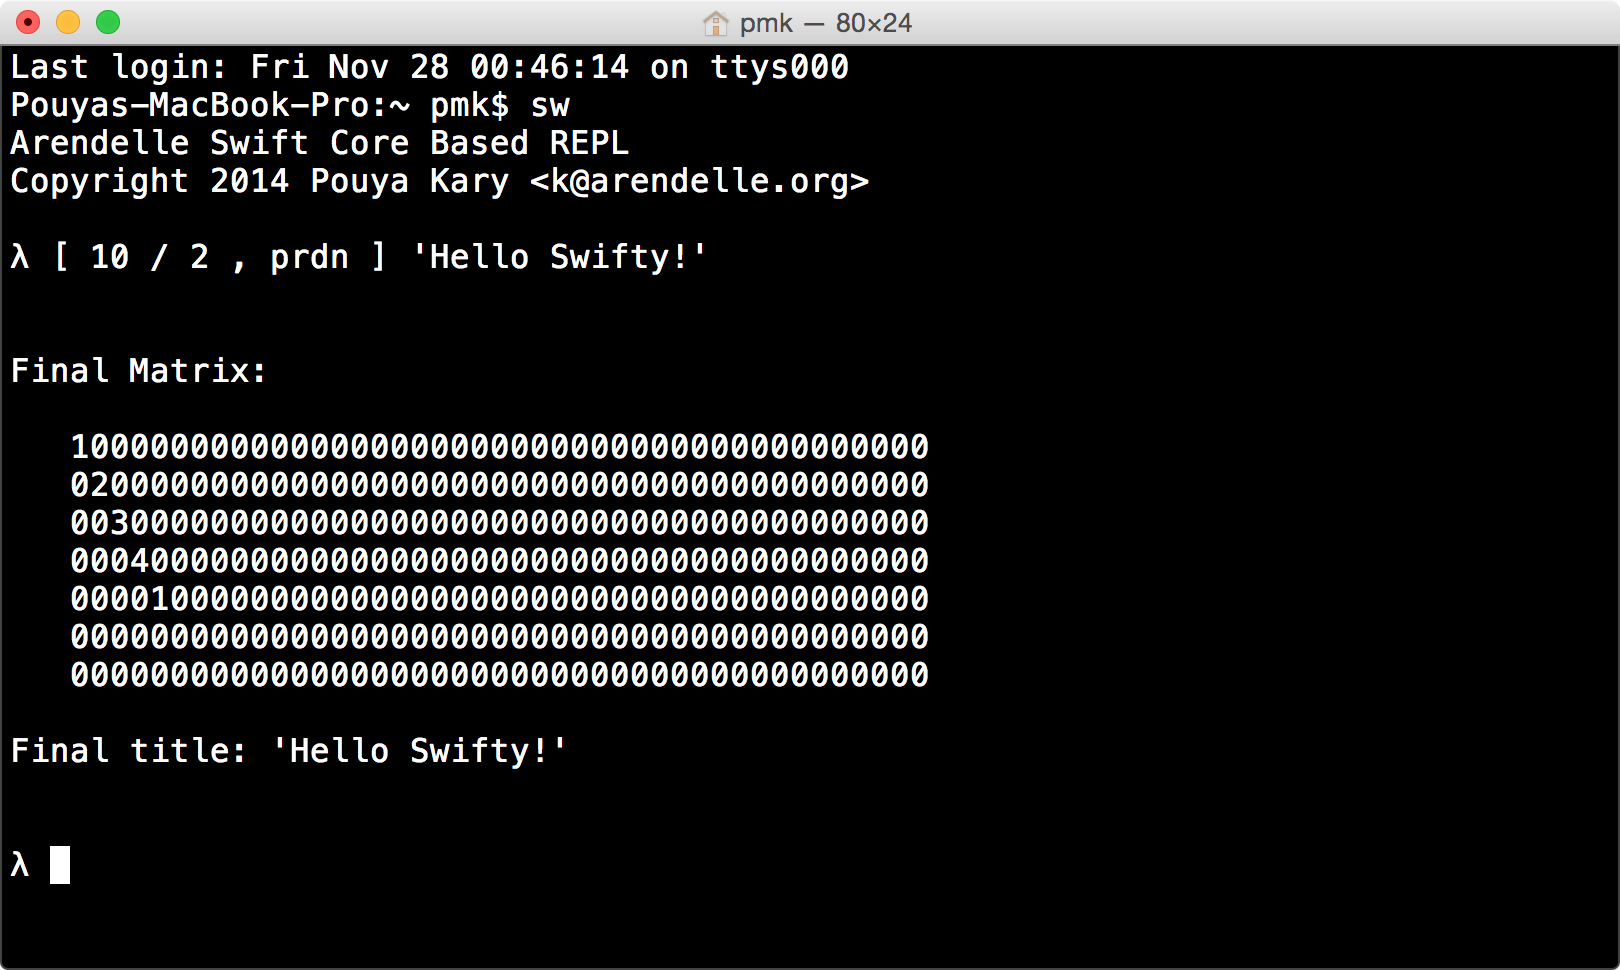 pmk — 80×24
Last login: Fri Nov 28 00:46:14 on ttys000
Pouyas-MacBook-Pro:~ pmk$ sw
Arendelle Swift Core Based REPL
Copyright 2014 Pouya Kary <k@arendelle.org>
λ [ 10 / 2 , prdn ] 'Hello Swifty!'
Final Matrix:
1000000000000000000000000000000000000000000
0200000000000000000000000000000000000000000
0030000000000000000000000000000000000000000
0004000000000000000000000000000000000000000
0000100000000000000000000000000000000000000
0000000000000000000000000000000000000000000
0000000000000000000000000000000000000000000
Final title: 'Hello Swifty!'
λ